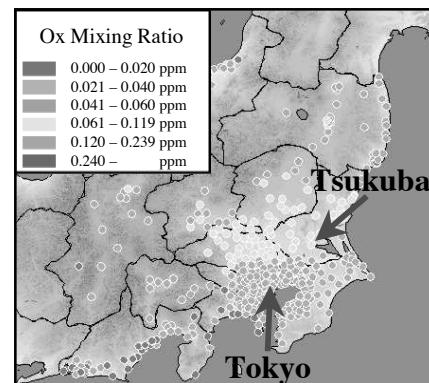 Ox Mixing Ratio
0.000 – 0.020 ppm
0.021 – 0.040 ppm
0.041 – 0.060 ppm
0.061 – 0.119 ppm
0.120 – 0.239 ppm
0.240 – ppm
Tsukuba
Tokyo